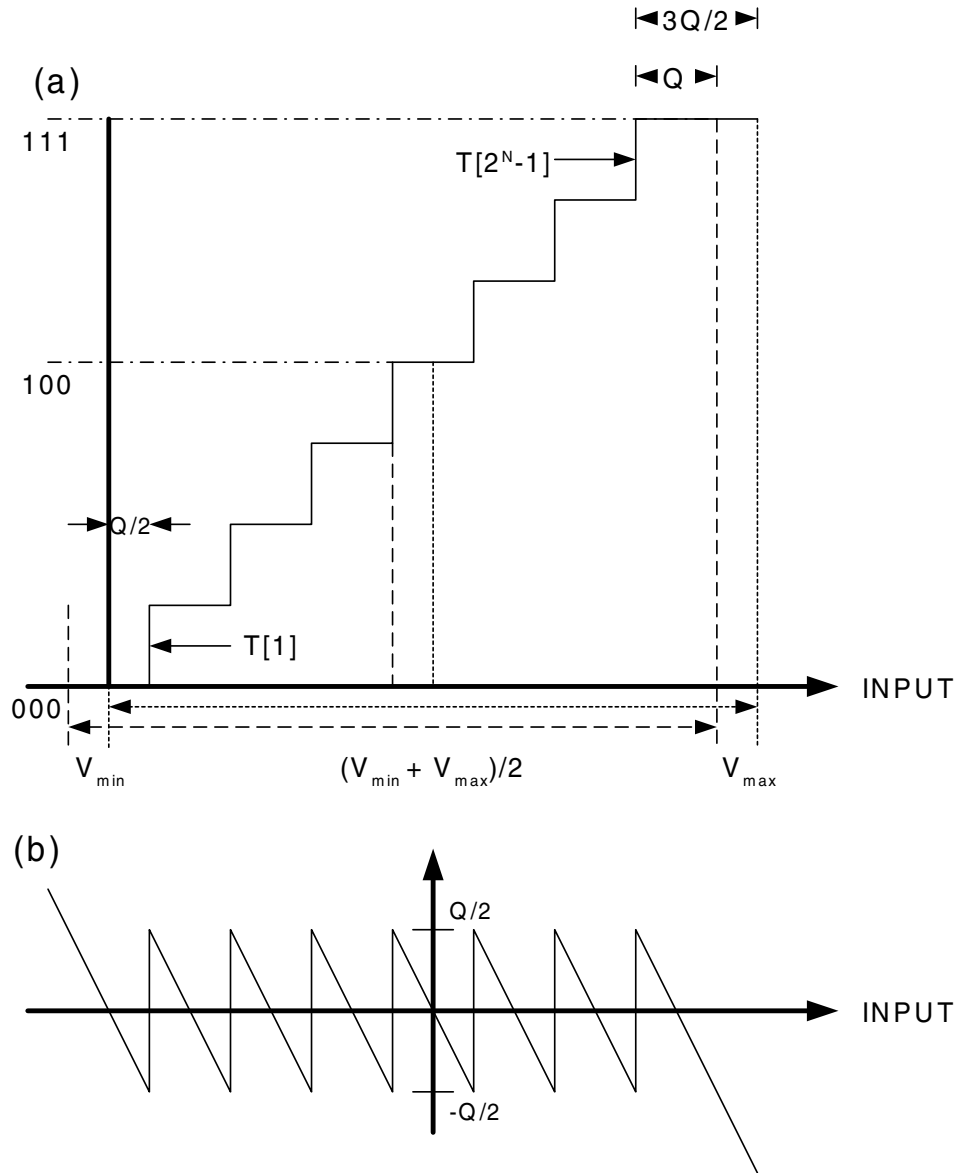 3Q/2
Q
(a)
111
T[2^N-1]
100
Q/2
T[1]
INPUT
000
V_min
(V_min + V_max)/2
V_max
(b)
Q/2
INPUT
-Q/2